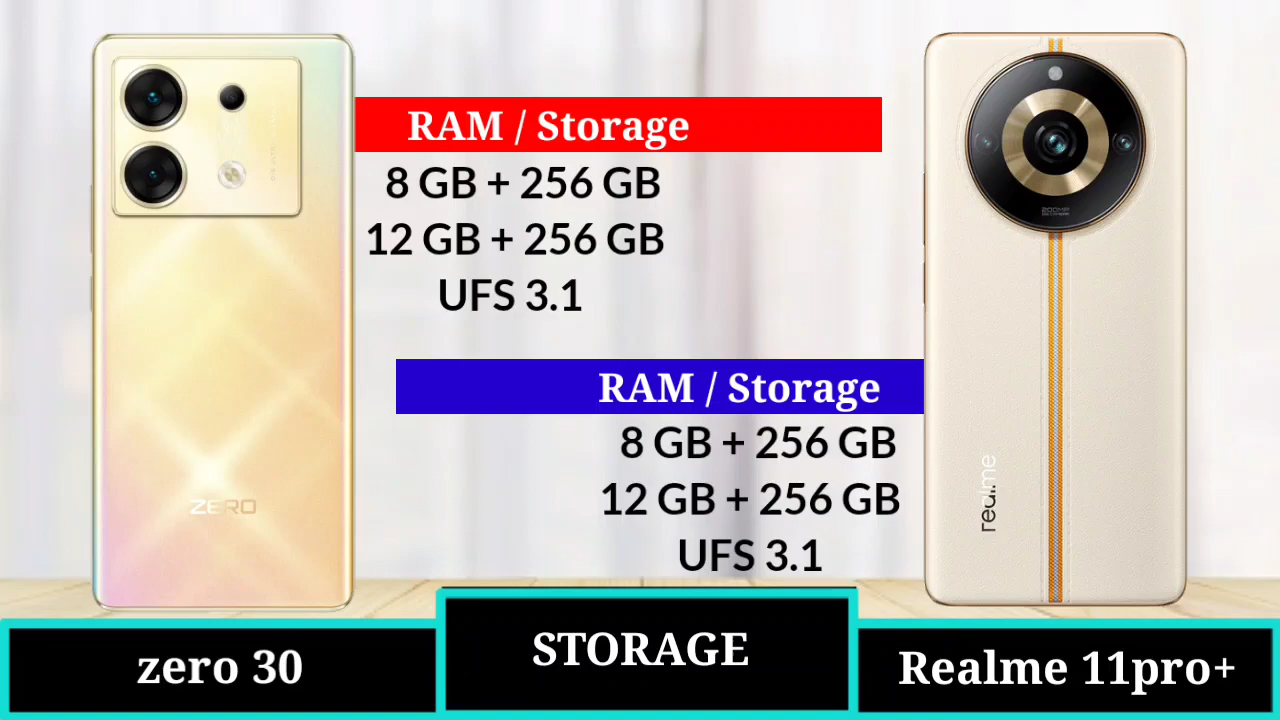 RAM / Storage
8 GB + 256 GB
12 GB + 256 GB
UFS 3.1
RAM / Storage
8 GB + 256 GB
12 GB + 256 GB
UFS 3.1
ZERO
realme
200MP
zero 30
STORAGE
Realme 11pro+